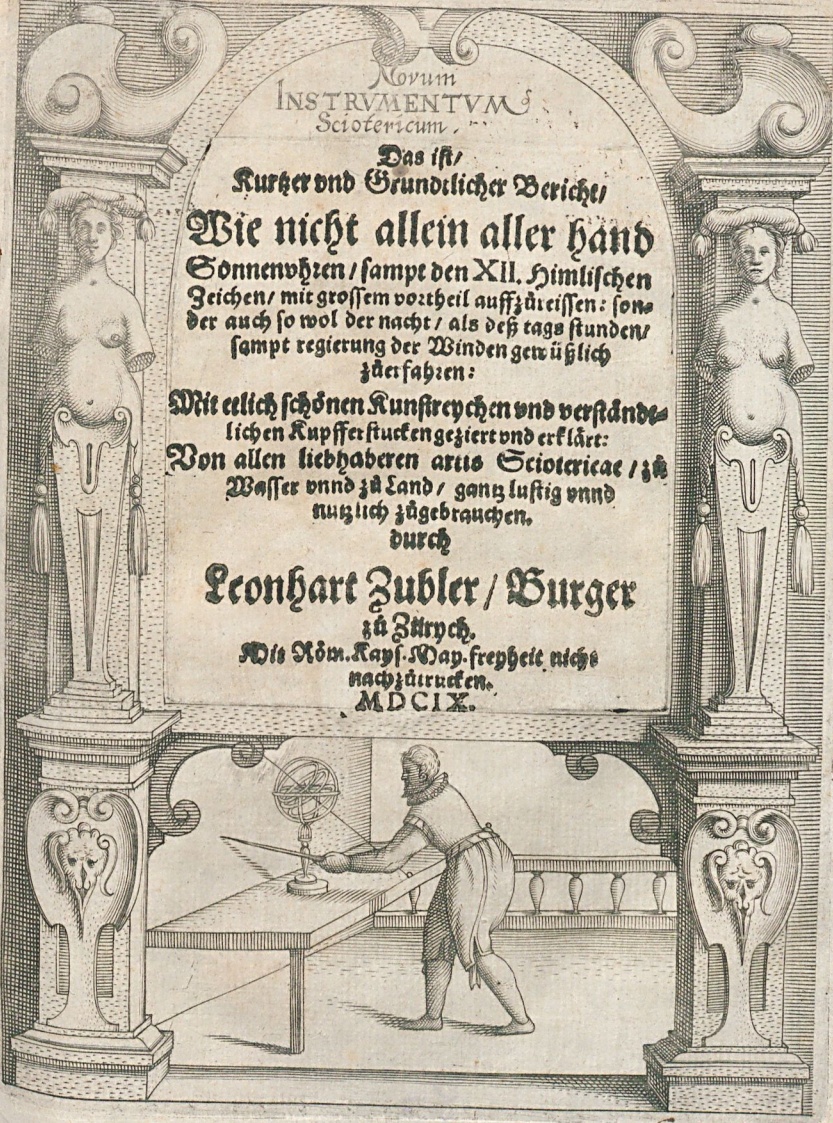 Novum
INSTRVMENTVM
Sciotericum.
Das ist/
Kurtzer vnd Grundtlicher Bericht/
Wie nicht allein aller hand
Sonnenvhren/ sampt den XII. Himlischen
Zeichen/ mit grossem vortheil auffzůreissen: son-
der auch so wol der nacht/ als deß tags stunden/
sampt regierung der Winden gewüßlich
zůerfahren:
Mit etlich schönen Kunstreychen vnd verständt-
lichen Kupfferstucken geziert vnd erklärt:
Von allen liebhaberen artis Sciotericae/ zů
Wasser vnnd zů Land/ gantz lustig vnnd
nutzlich zůgebrauchen.
durch
Leonhart Zubler/ Burger
zů Zürych.
Mit Röm. Kays. May. freyheit nicht
nachzůtrucken.
MDCIX.